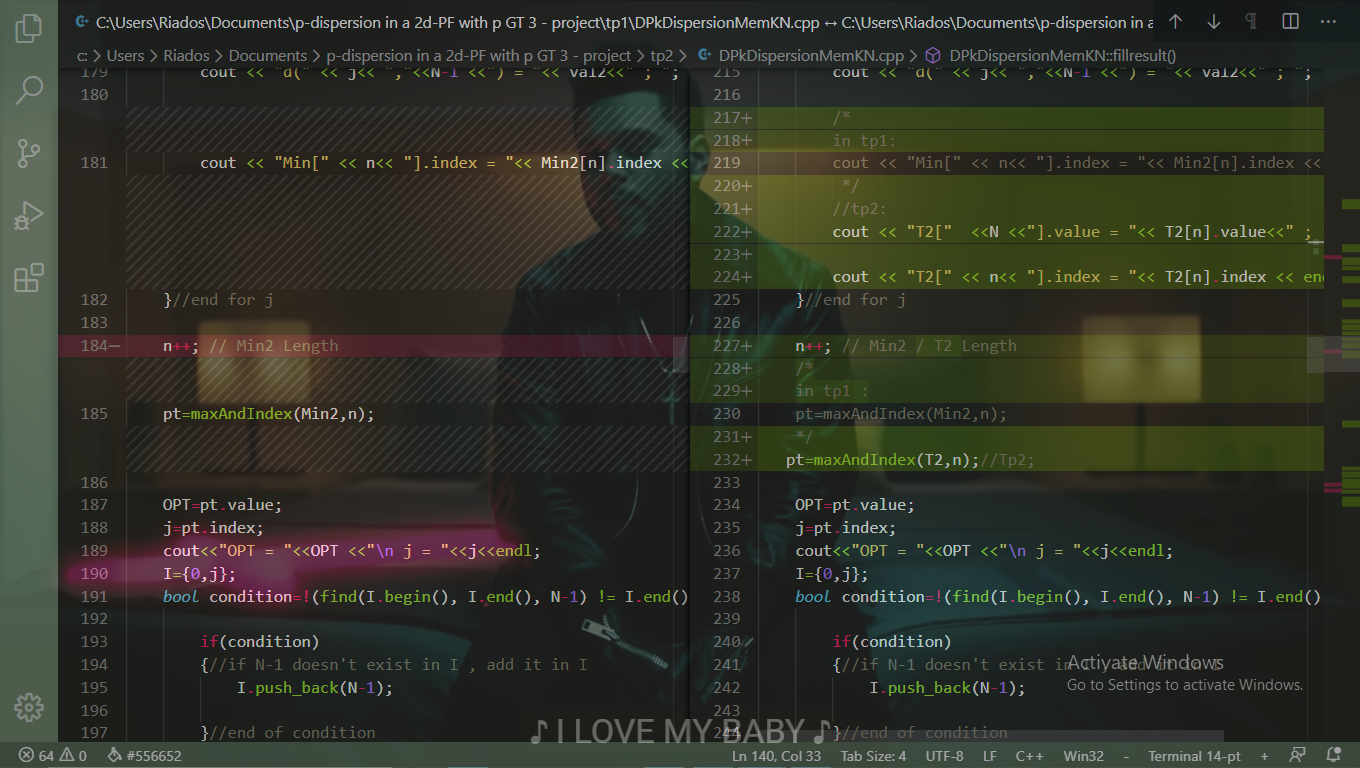 C:\Users\Riados\Documents\p-dispersion in a 2d-PF with p GT 3 - project\tp1\DPkDispersionMemKN.cpp ↔ C:\Users\Riados\Documents\p-dispersion in a
c: > Users > Riados > Documents > p-dispersion in a 2d-PF with p GT 3 - project > tp2 > DPkDispersionMemKN.cpp > DPkDispersionMemKN::fillresult()
179 cout << "d(" << j<< ","<<N-1 <<") = "<< val2<<" ; ";
180
181 cout << "Min[" << n<< "].index = "<< Min2[n].index <<
182 }//end for j
183
184— n++; // Min2 Length
185 pt=maxAndIndex(Min2,n);
186
187 OPT=pt.value;
188 j=pt.index;
189 cout<<"OPT = "<<OPT <<"\n j = "<<j<<endl;
190 I={0,j};
191 bool condition=!(find(I.begin(), I.end(), N-1) != I.end()
192
193 if(condition)
194 {//if N-1 doesn't exist in I , add it in I
195 I.push_back(N-1);
196
197 }//end of condition
215 cout << "d(" << j<< ","<<N-1 <<") = "<< val2<<" ; ";
216
217+ /*
218+ in tp1:
219 cout << "Min[" << n<< "].index = "<< Min2[n].index <<
220+ */
221+ //tp2:
222+ cout << "T2[" <<N <<"].value = "<< T2[n].value<<" ;
223+
224+ cout << "T2[" << n<< "].index = "<< T2[n].index << en
225 }//end for j
226
227+ n++; // Min2 / T2 Length
228+ /*
229+ in tp1 :
230 pt=maxAndIndex(Min2,n);
231+ */
232+ pt=maxAndIndex(T2,n);//Tp2;
233
234 OPT=pt.value;
235 j=pt.index;
236 cout<<"OPT = "<<OPT <<"\n j = "<<j<<endl;
237 I={0,j};
238 bool condition=!(find(I.begin(), I.end(), N-1) != I.end()
239
240 if(condition)
241 {//if N-1 doesn't exist in I , add it in I
242 I.push_back(N-1);
243
244 }//end of condition
Activate Windows
Go to Settings to activate Windows.
♪ I LOVE MY BABY ♪
64 0 #556652 Ln 140, Col 33 Tab Size: 4 UTF-8 LF C++ Win32 - Terminal 14-pt +